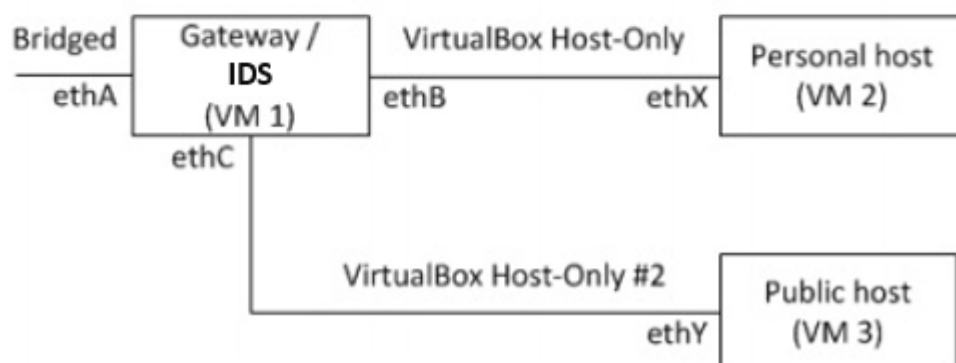 Bridged
ethA
Gateway /
IDS
(VM 1)
ethB
ethC
VirtualBox Host-Only
ethX
Personal host
(VM 2)
VirtualBox Host-Only #2
ethY
Public host
(VM 3)